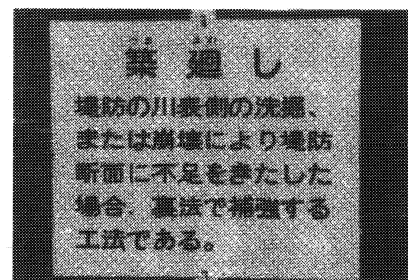 築廻し
堤防の川表側の洗掘、
または崩壊により堤防
断面に不足をきたした
場合、裏法で補強する
工法である。